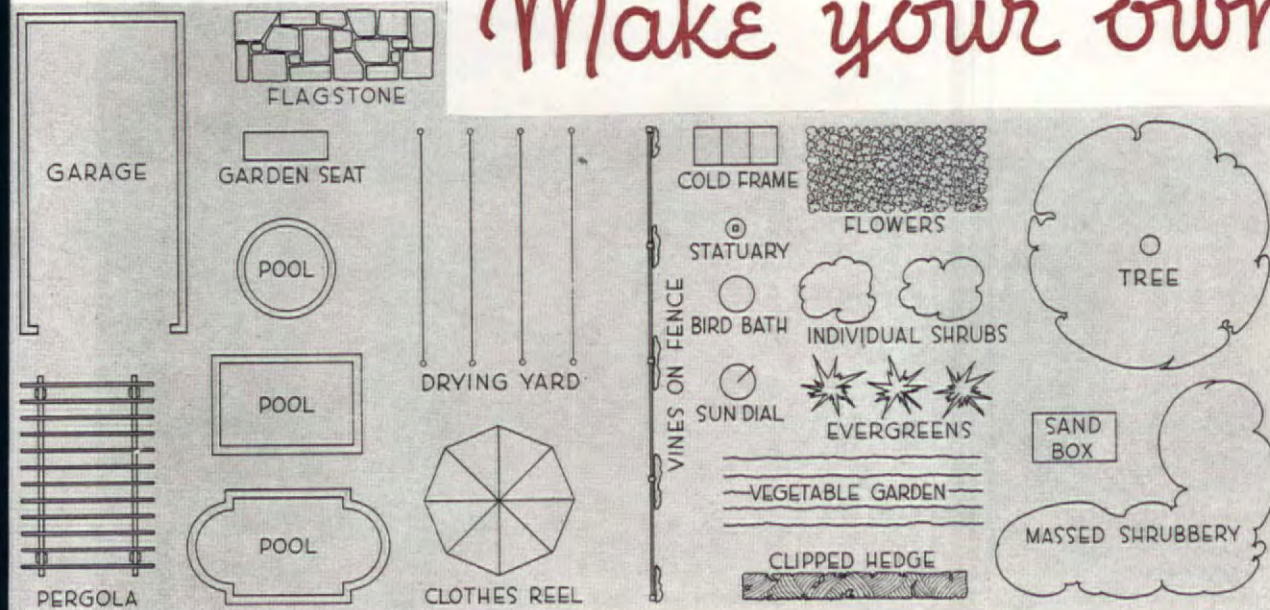 Make your own
FLAGSTONE
GARAGE
GARDEN SEAT
POOL
POOL
POOL
PERGOLA
DRYING YARD
CLOTHES REEL
VINES ON FENCE
COLD FRAME
FLOWERS
STATUARY
BIRD BATH
INDIVIDUAL SHRUBS
SUN DIAL
EVERGREENS
VEGETABLE GARDEN
CLIPPED HEDGE
TREE
SAND
BOX
MASSED SHRUBBERY